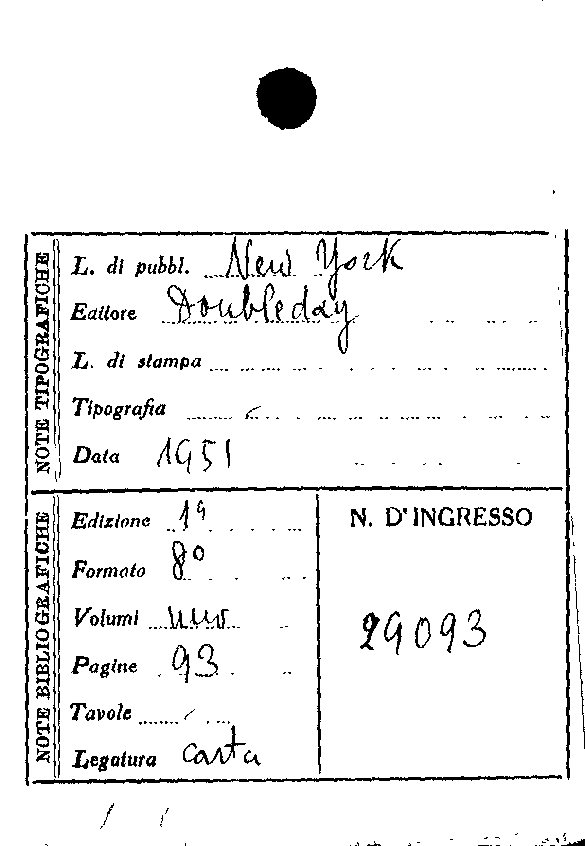 NOTE TIPOGRAFICHE
L. di pubbl. New York
Editore Doubleday
L. di stampa
Tipografia
Data 1951
NOTE BIBLIOGRAFICHE
Edizione 1ª
Formato 8º
Volumi uno
Pagine 93
Tavole
Legatura carta
N. D'INGRESSO
29093